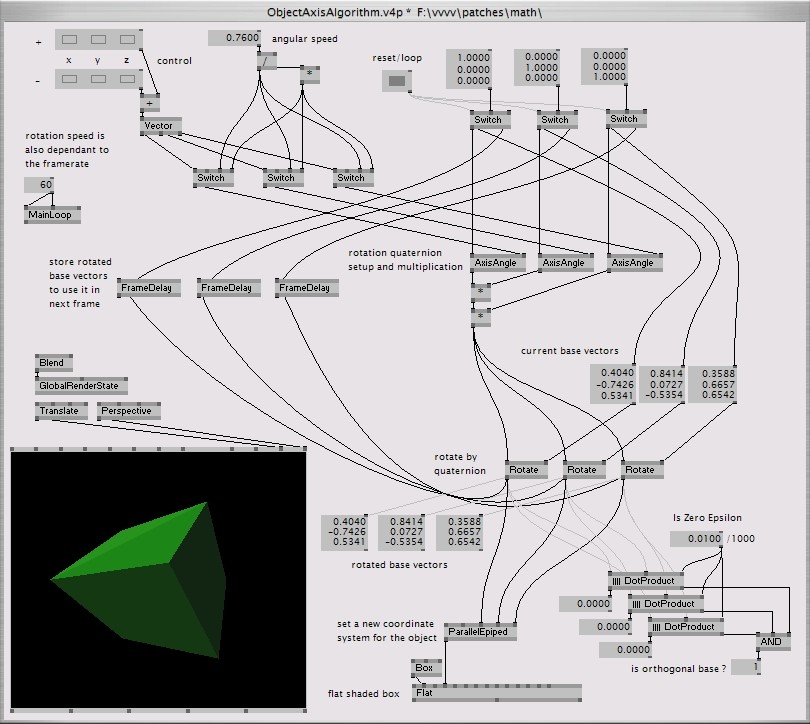 ObjectAxisAlgorithm.v4p * F:\vvvv\patches\math\
+
x y z
-
control
+
Vector
0.7600 angular speed
/
*
reset/loop
1.0000
0.0000
0.0000
0.0000
1.0000
0.0000
0.0000
0.0000
1.0000
Switch
Switch
Switch
rotation speed is
also dependant to
the framerate
60
MainLoop
Switch
Switch
Switch
store rotated
base vectors
to use it in
next frame
FrameDelay
FrameDelay
FrameDelay
rotation quaternion
setup and multiplication
AxisAngle
AxisAngle
AxisAngle
*
*
current base vectors
0.4040
-0.7426
0.5341
0.8414
0.0727
-0.5354
0.3588
0.6657
0.6542
Blend
GlobalRenderState
Translate
Perspective
rotate by
quaternion
Rotate
Rotate
Rotate
0.4040
-0.7426
0.5341
0.8414
0.0727
-0.5354
0.3588
0.6657
0.6542
rotated base vectors
Is Zero Epsilon
0.0100 /1000
DotProduct
0.0000
DotProduct
0.0000
DotProduct
0.0000
AND
is orthogonal base ? 1
set a new coordinate
system for the object
ParallelEpiped
Box
flat shaded box
Flat